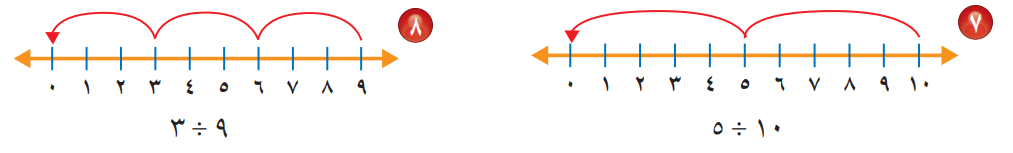 ٧
٠ ١ ٢ ٣ ٤ ٥ ٦ ٧ ٨ ٩ ١٠
١٠ ÷ ٥
٨
٠ ١ ٢ ٣ ٤ ٥ ٦ ٧ ٨ ٩
٩ ÷ ٣